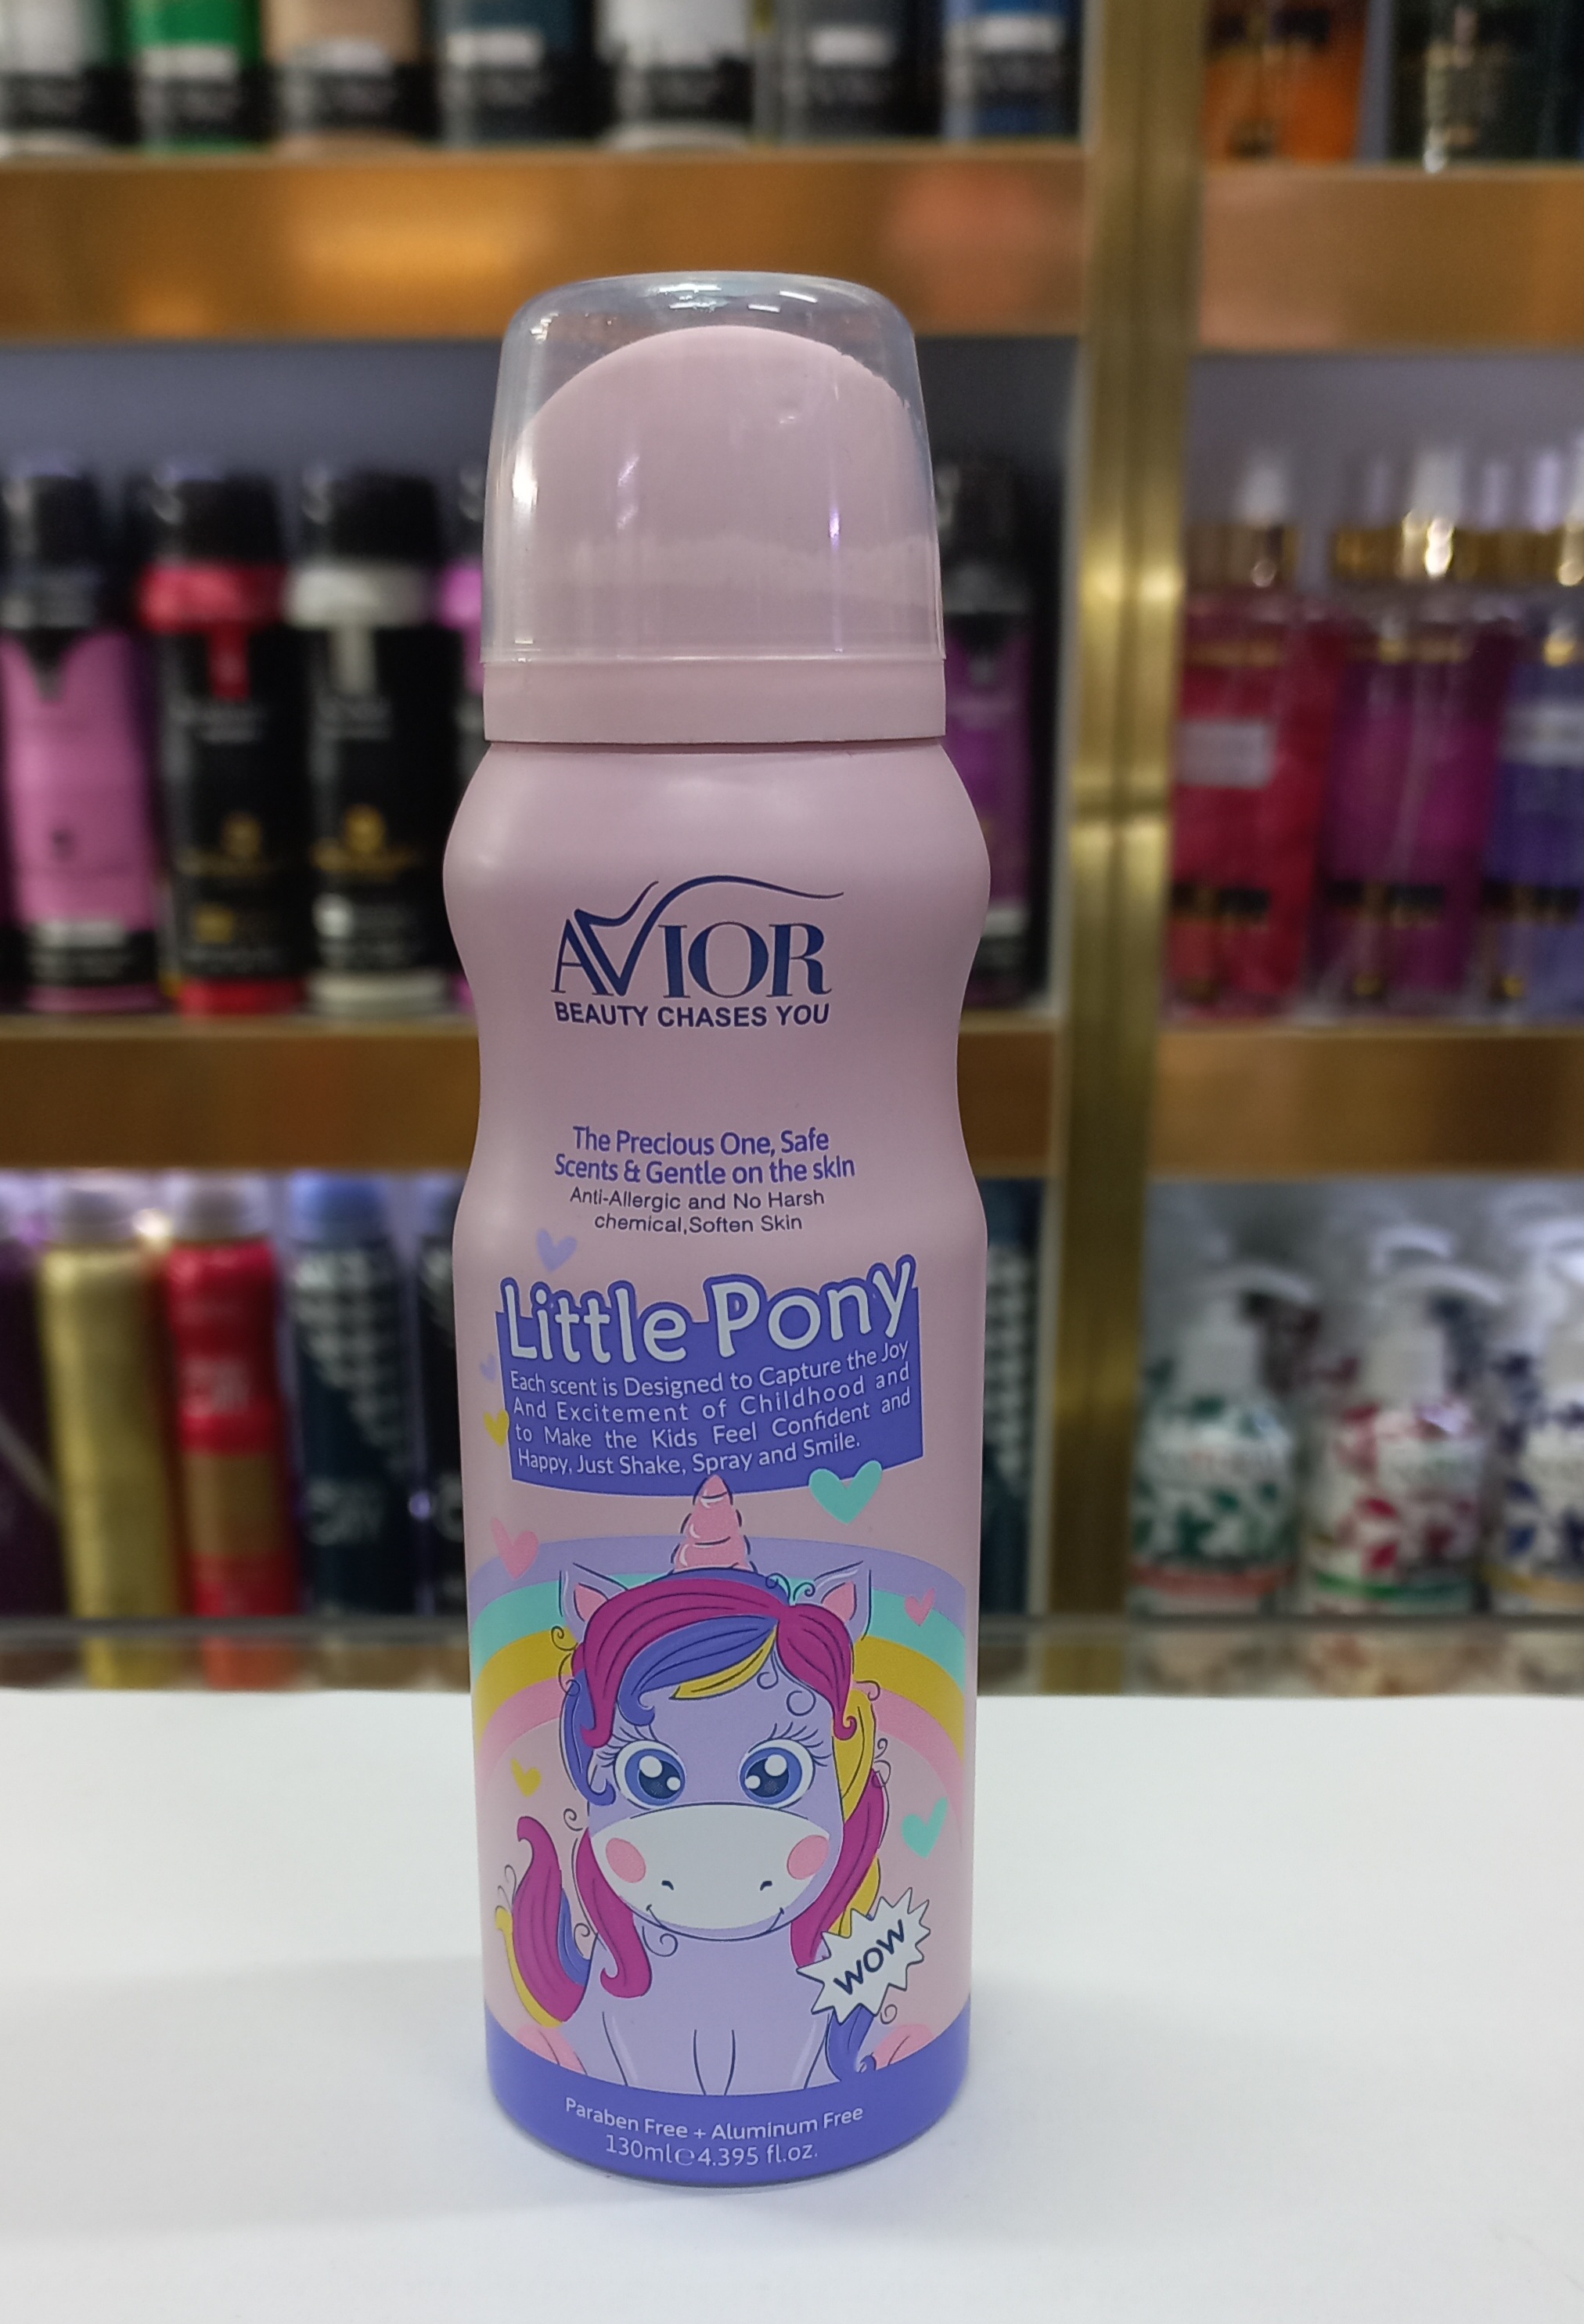 AVIOR
BEAUTY CHASES YOU
The Precious One, Safe
Scents & Gentle on the skin
Anti-Allergic and No Harsh
chemical,Soften Skin
Little Pony
Each scent is Designed to Capture the Joy
And Excitement of Childhood and
to Make the Kids Feel Confident and
Happy, Just Shake, Spray and Smile.
WOW
Paraben Free + Aluminum Free
130ml℮4.395 fl.oz.